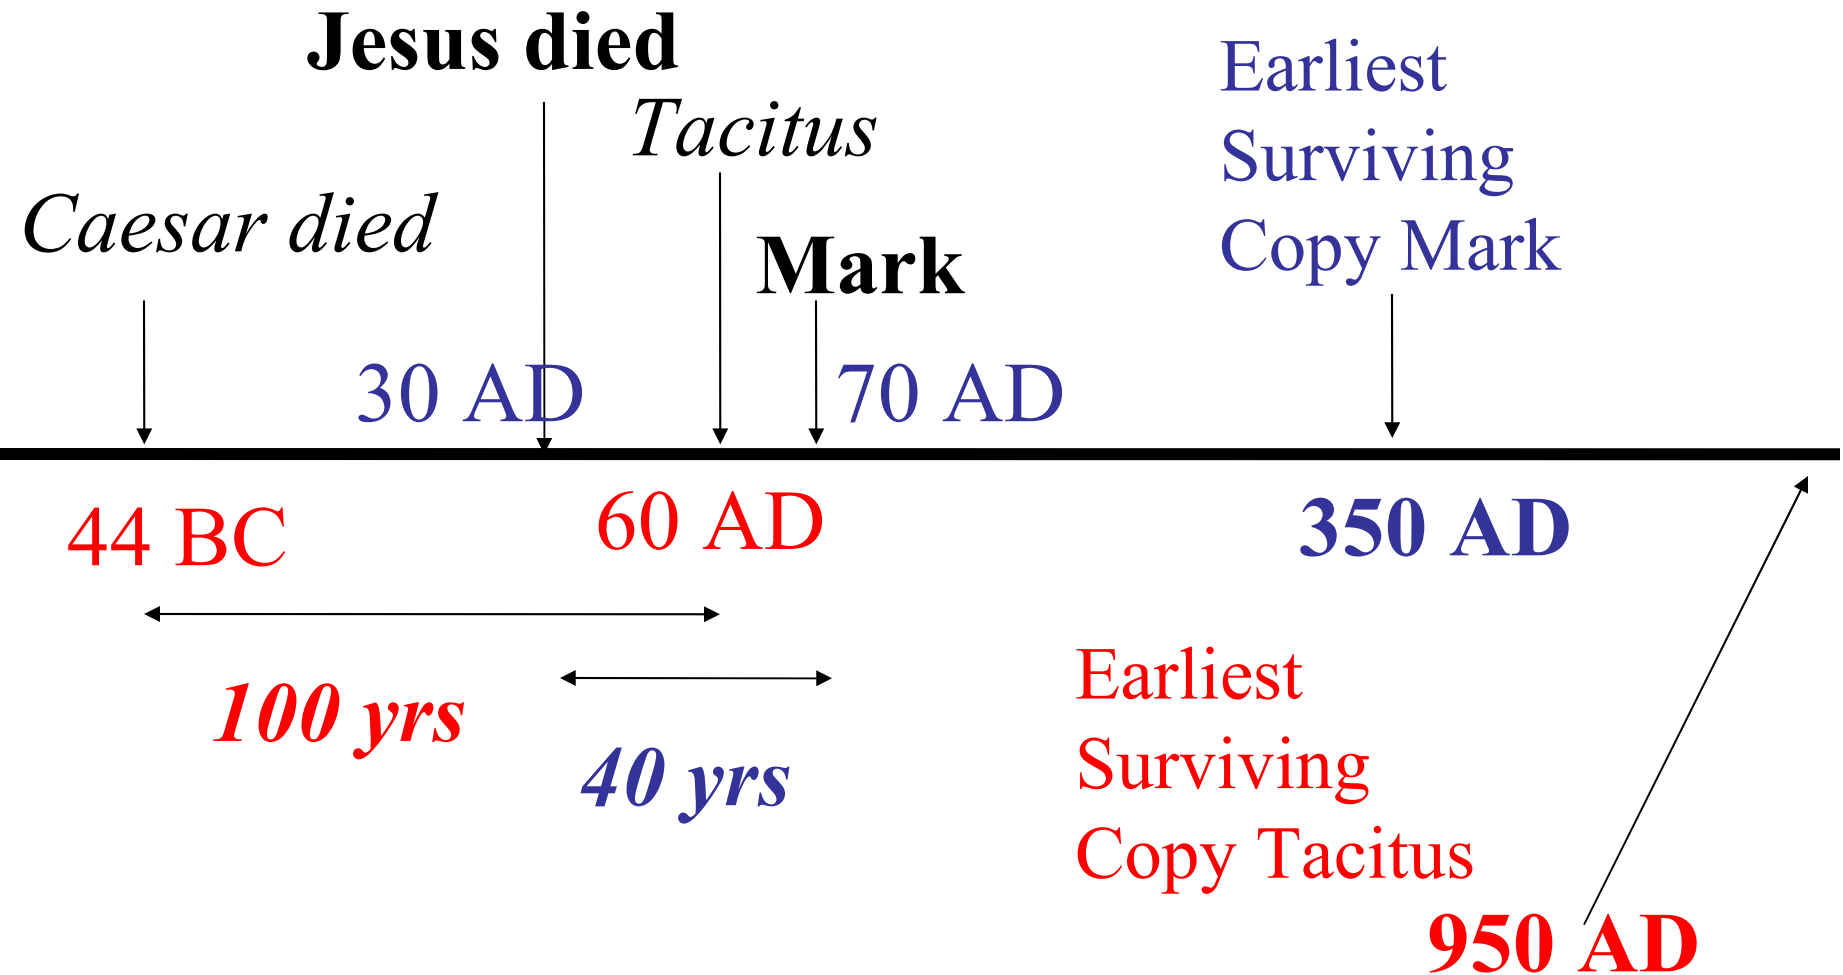 Jesus died
Tacitus
Caesar died
Mark
Earliest
Surviving
Copy Mark
30 AD
70 AD
44 BC
60 AD
350 AD
100 yrs
40 yrs
Earliest
Surviving
Copy Tacitus
950 AD